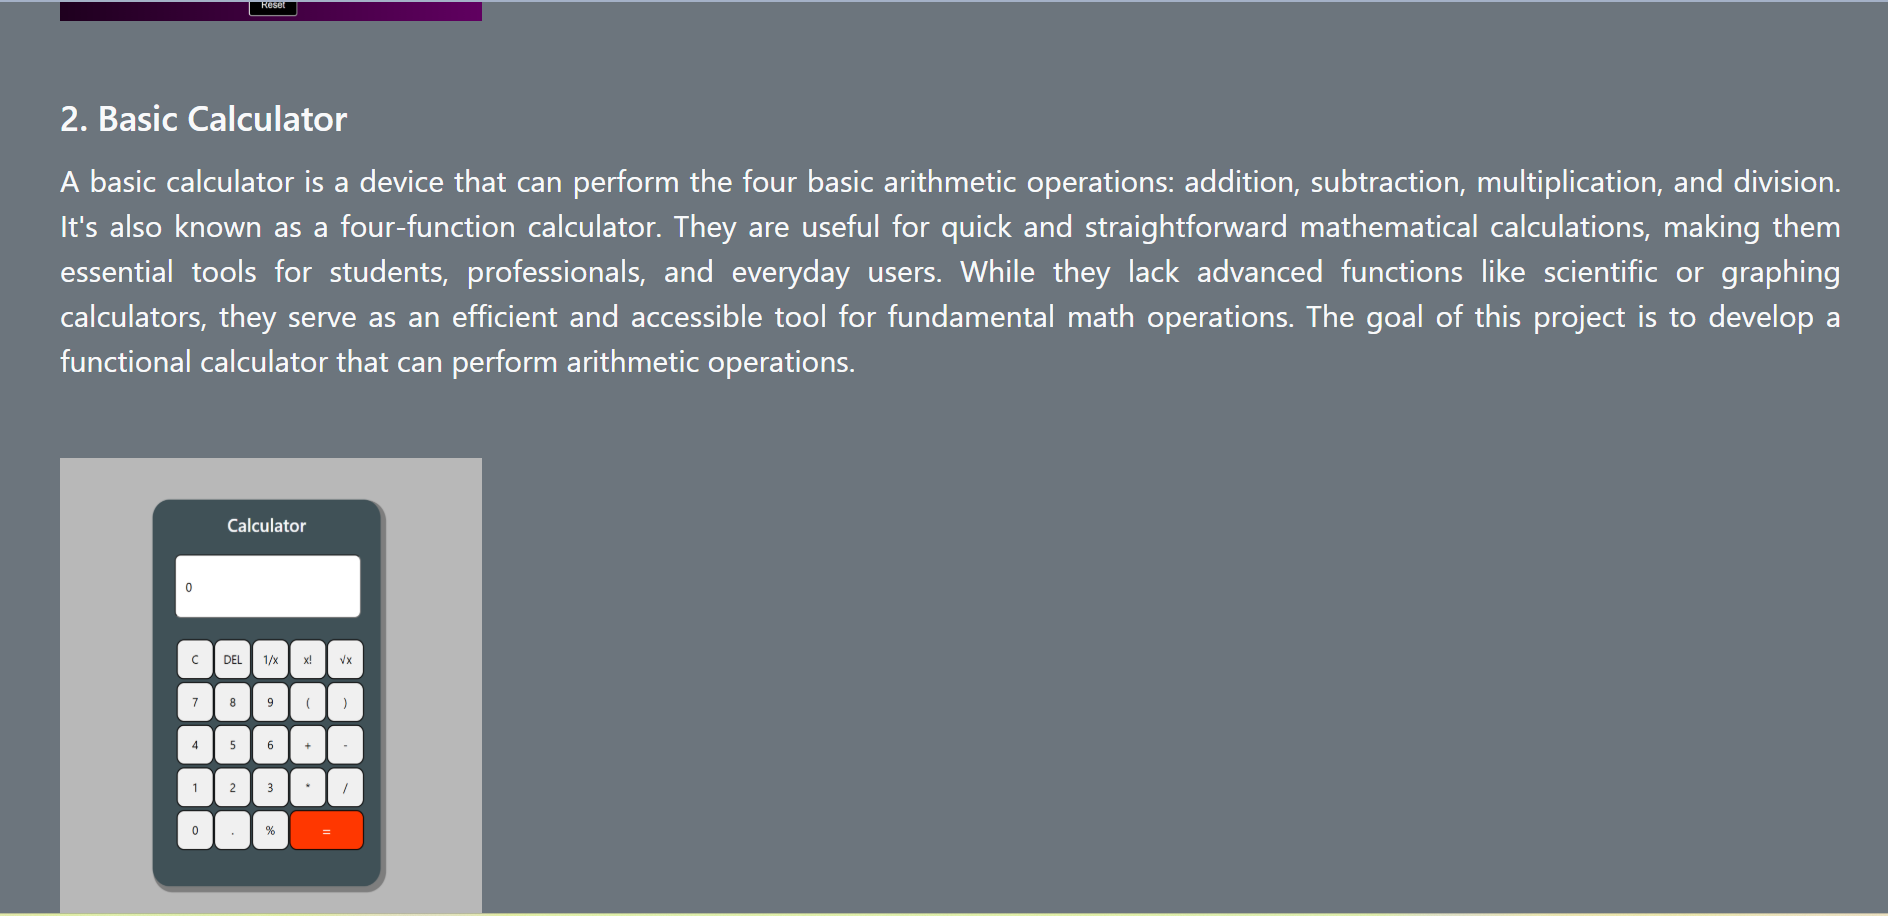 Reset
2. Basic Calculator
A basic calculator is a device that can perform the four basic arithmetic operations: addition, subtraction, multiplication, and division.
It's also known as a four-function calculator. They are useful for quick and straightforward mathematical calculations, making them
essential tools for students, professionals, and everyday users. While they lack advanced functions like scientific or graphing
calculators, they serve as an efficient and accessible tool for fundamental math operations. The goal of this project is to develop a
functional calculator that can perform arithmetic operations.
Calculator
0
C DEL 1/x x! √x
7 8 9 ( )
4 5 6 + -
1 2 3 * /
0 . % =